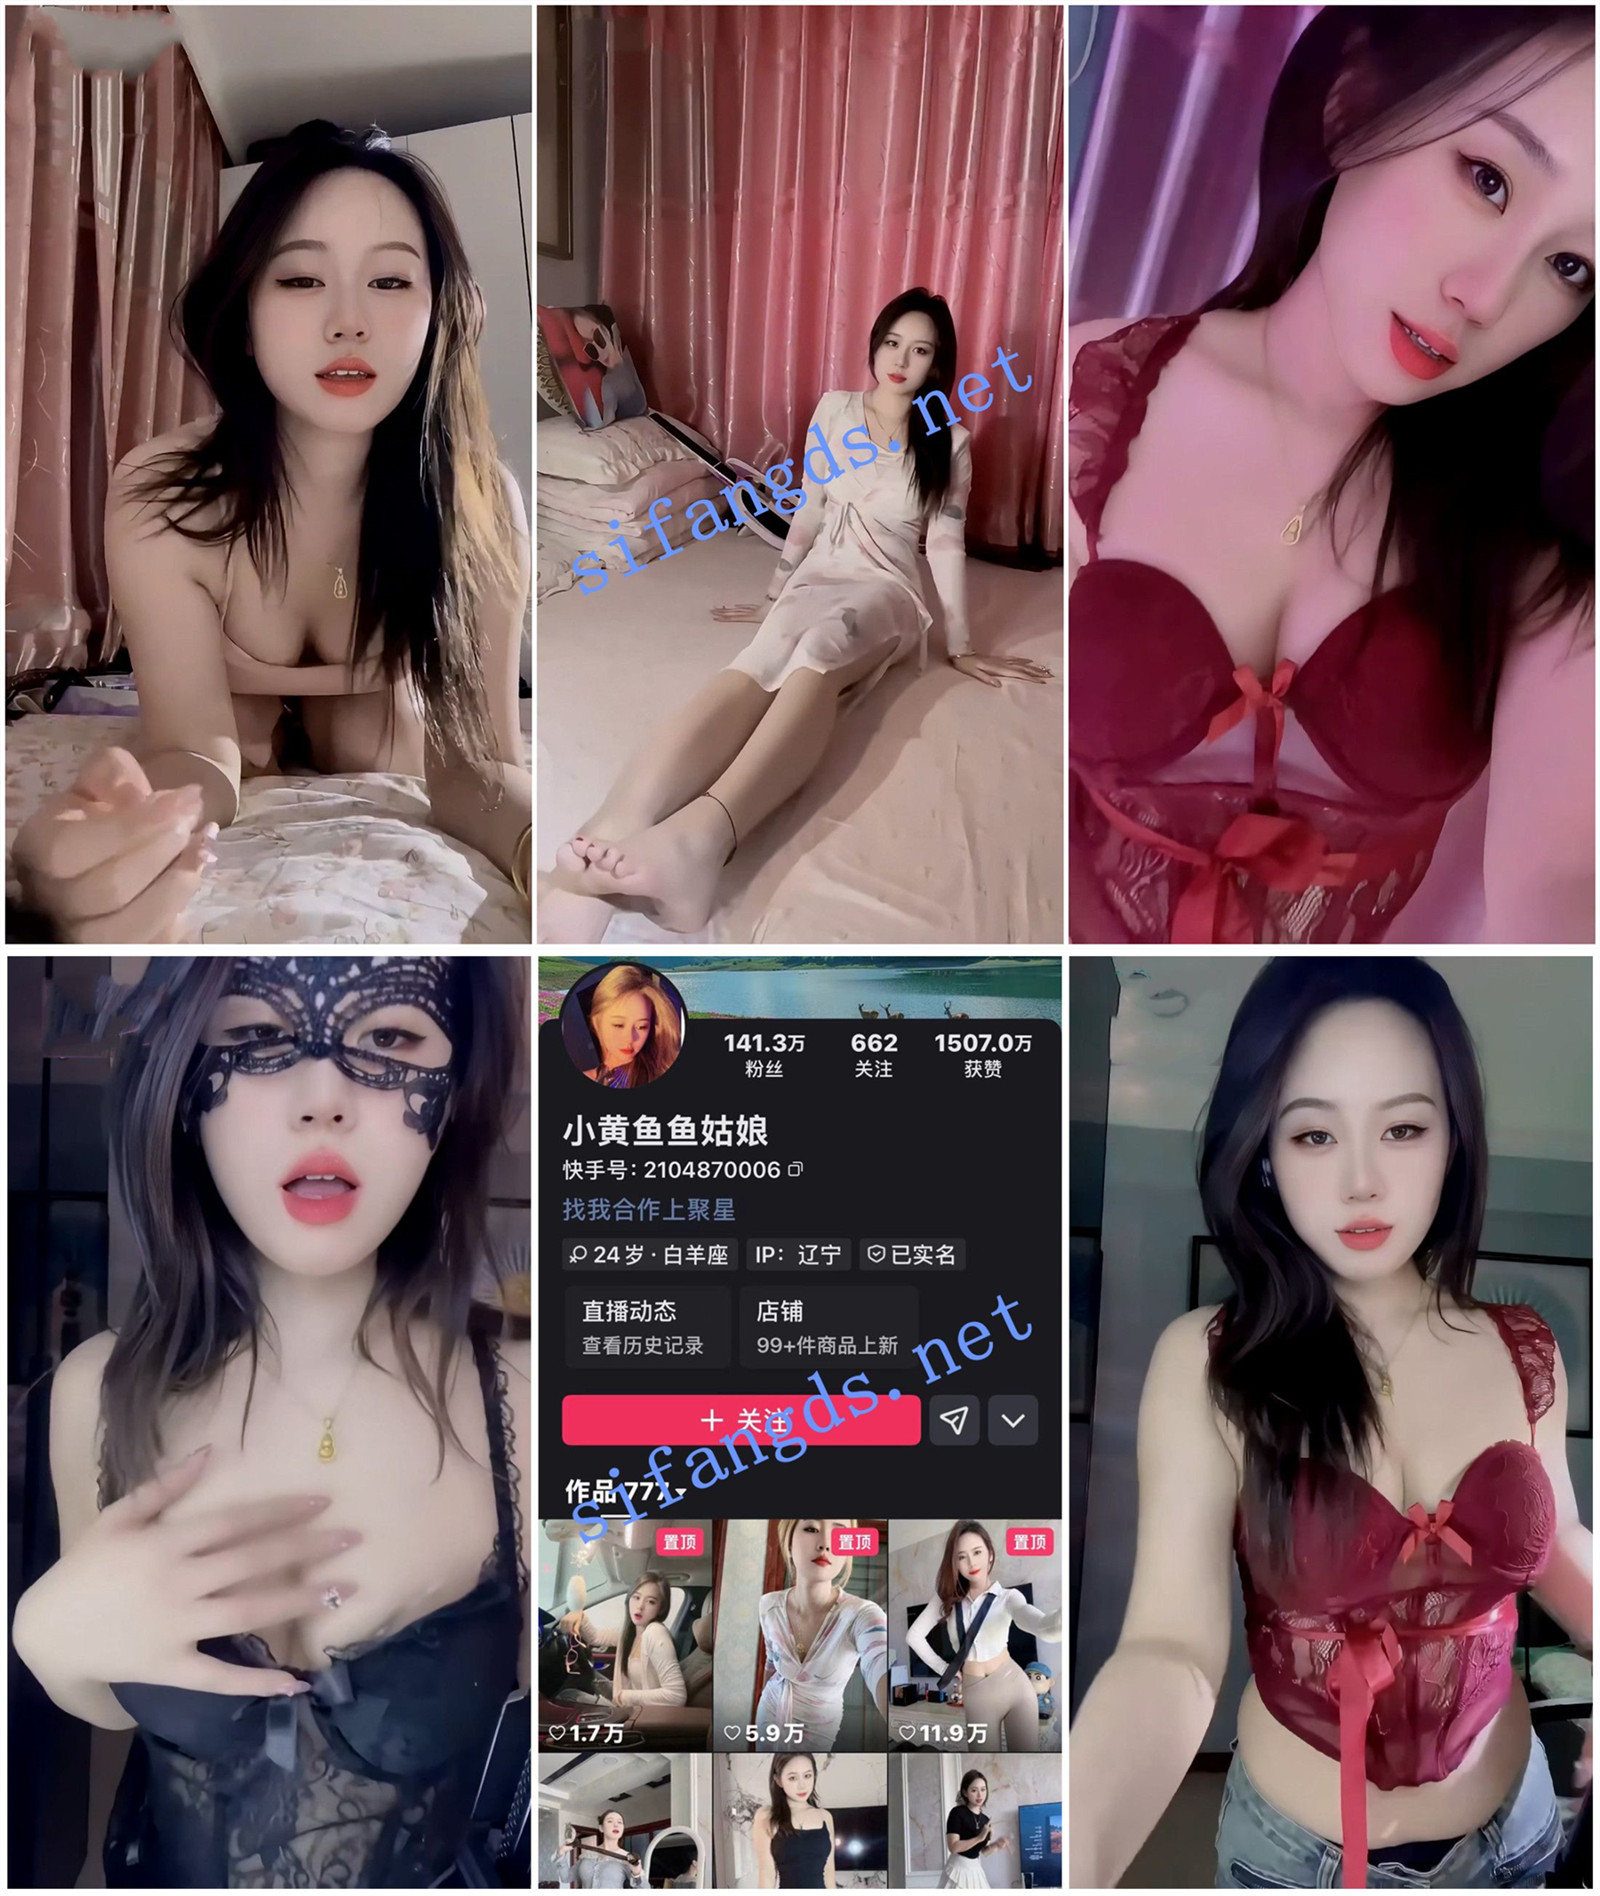 sifangds.net
141.3万 662 1507.0万
粉丝 关注 获赞
小黄鱼鱼姑娘
快手号: 2104870006
找我合作上聚星
24岁 · 白羊座 IP: 辽宁 已实名
直播动态 店铺
查看历史记录 99+件商品上新
+ 关注
sifangds.net
作品 777
置顶 置顶 置顶
1.7万 5.9万 11.9万